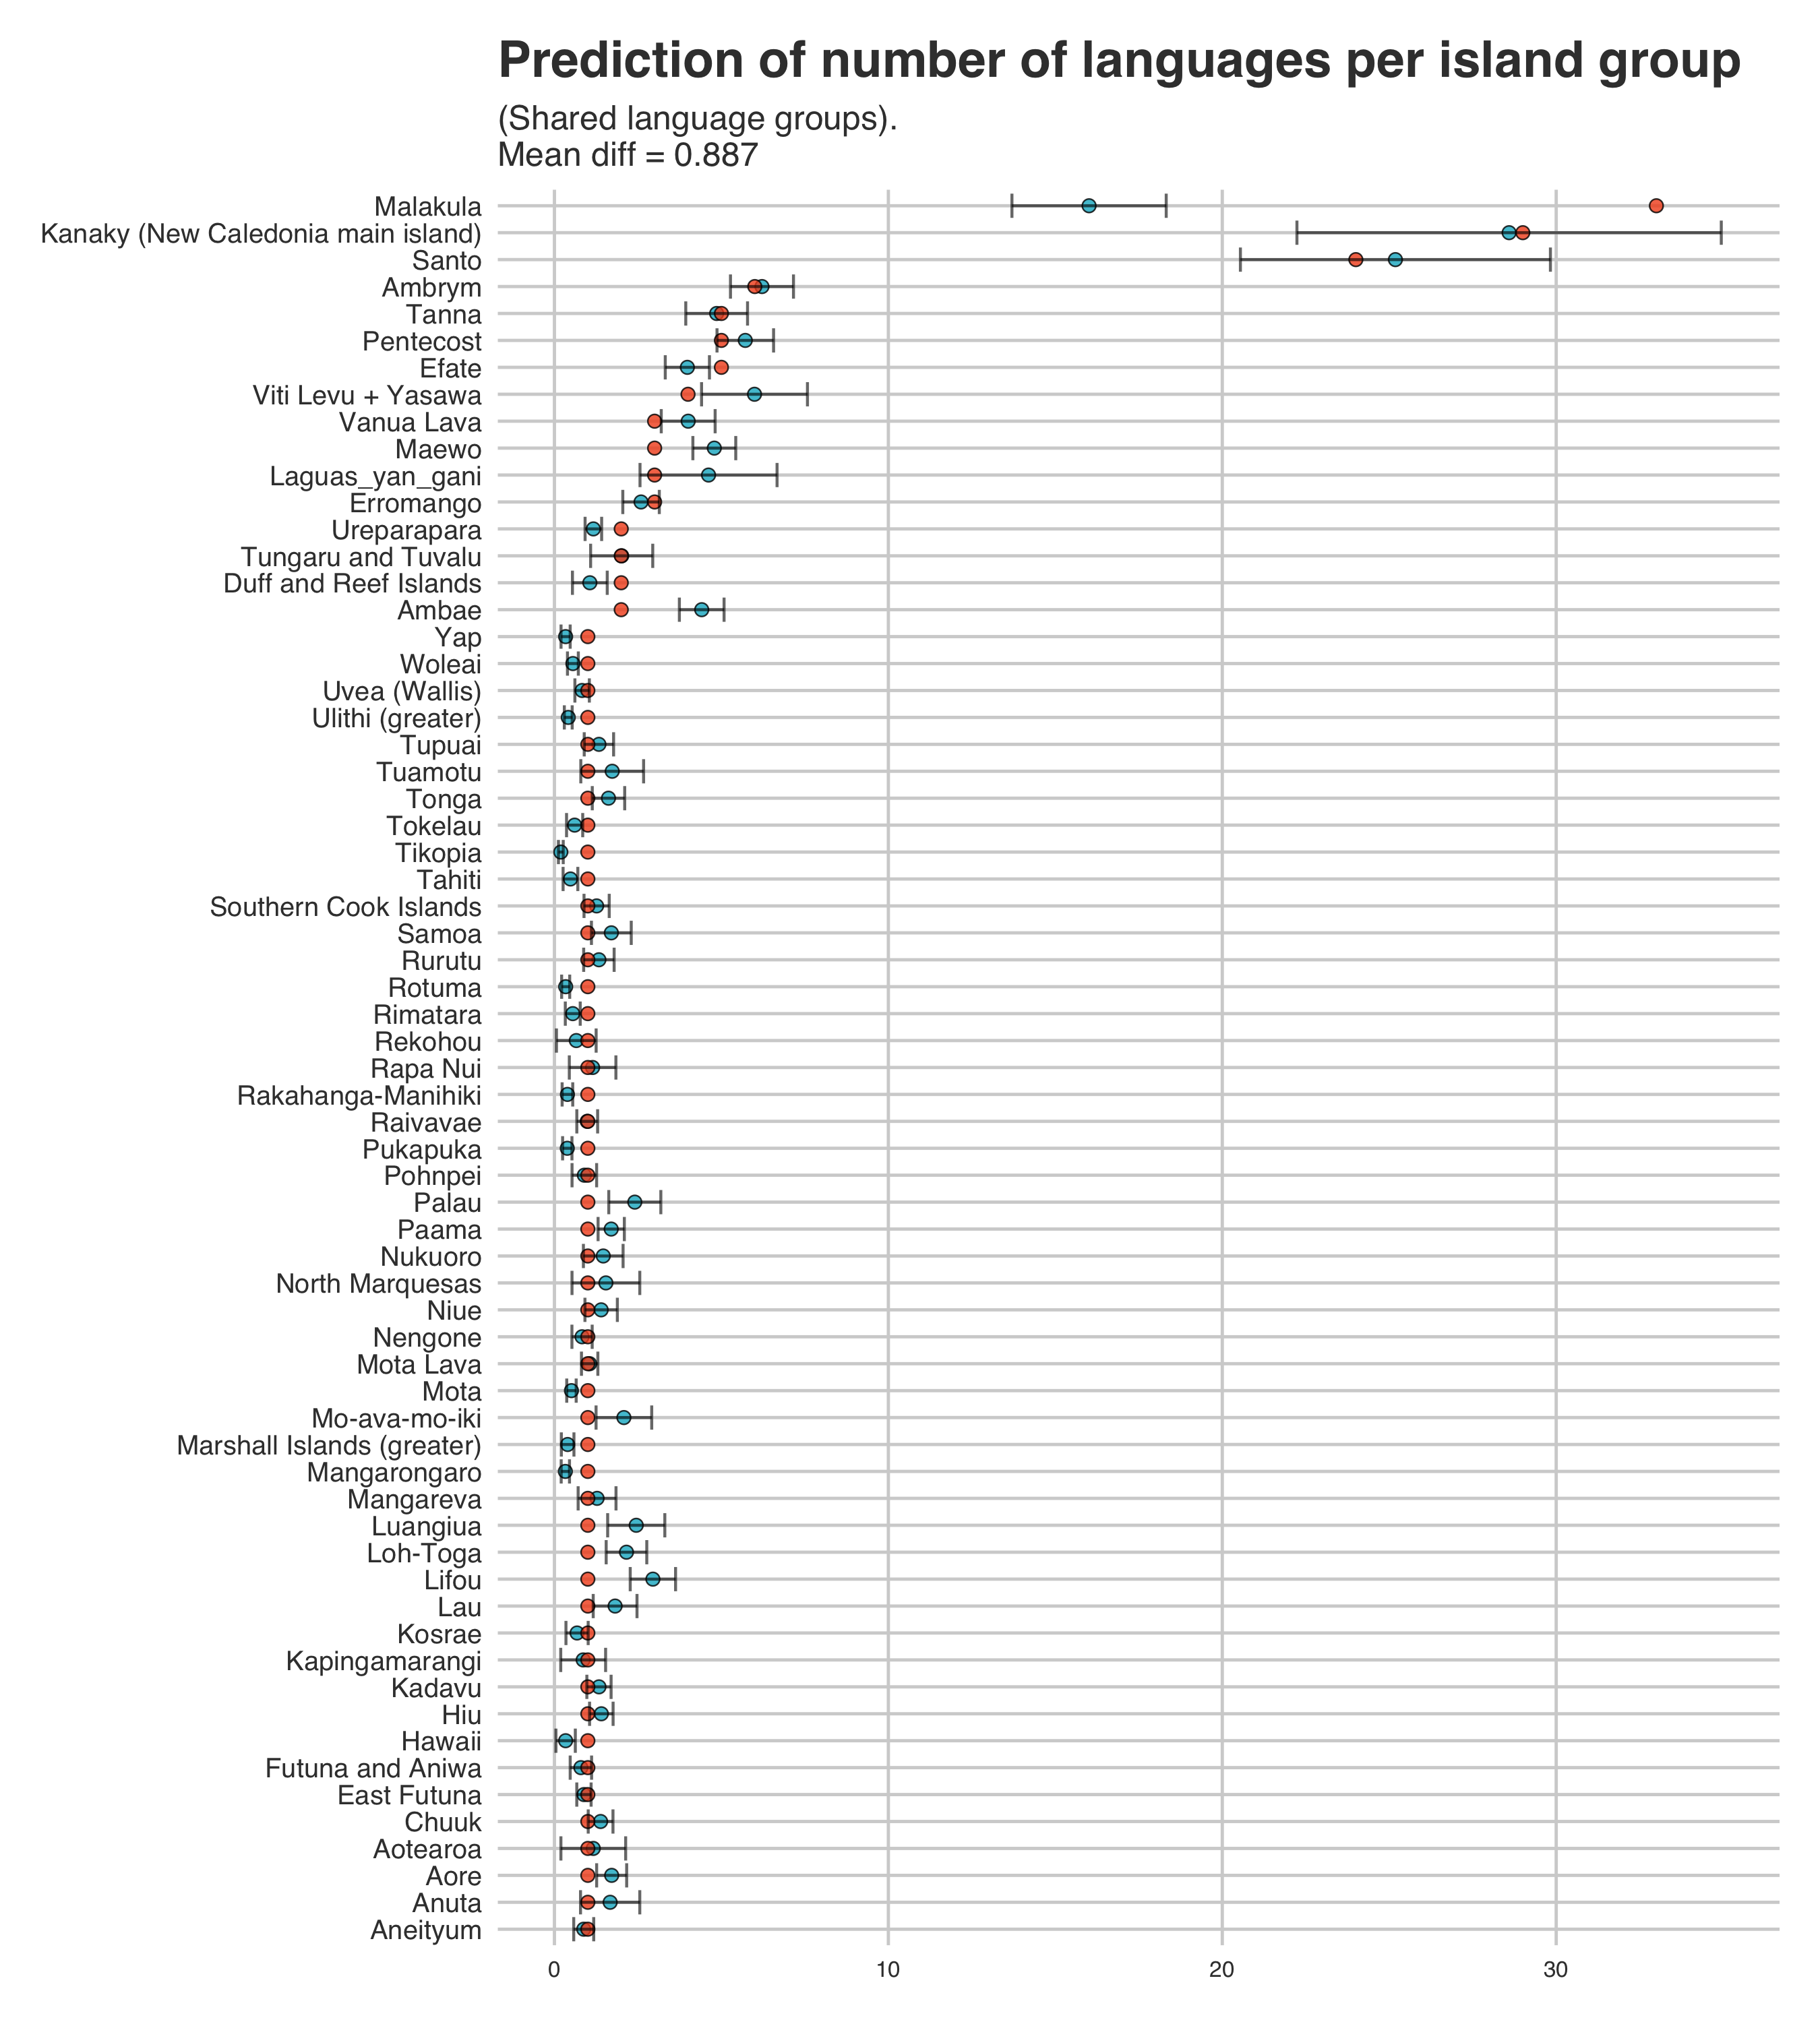 Prediction of number of languages per island group
(Shared language groups).
Mean diff = 0.887
Malakula
Kanaky (New Caledonia main island)
Santo
Ambrym
Tanna
Pentecost
Efate
Viti Levu + Yasawa
Vanua Lava
Maewo
Laguas_yan_gani
Erromango
Ureparapara
Tungaru and Tuvalu
Duff and Reef Islands
Ambae
Yap
Woleai
Uvea (Wallis)
Ulithi (greater)
Tupuai
Tuamotu
Tonga
Tokelau
Tikopia
Tahiti
Southern Cook Islands
Samoa
Rurutu
Rotuma
Rimatara
Rekohou
Rapa Nui
Rakahanga-Manihiki
Raivavae
Pukapuka
Pohnpei
Palau
Paama
Nukuoro
North Marquesas
Niue
Nengone
Mota Lava
Mota
Mo-ava-mo-iki
Marshall Islands (greater)
Mangarongaro
Mangareva
Luangiua
Loh-Toga
Lifou
Lau
Kosrae
Kapingamarangi
Kadavu
Hiu
Hawaii
Futuna and Aniwa
East Futuna
Chuuk
Aotearoa
Aore
Anuta
Aneityum
0 10 20 30